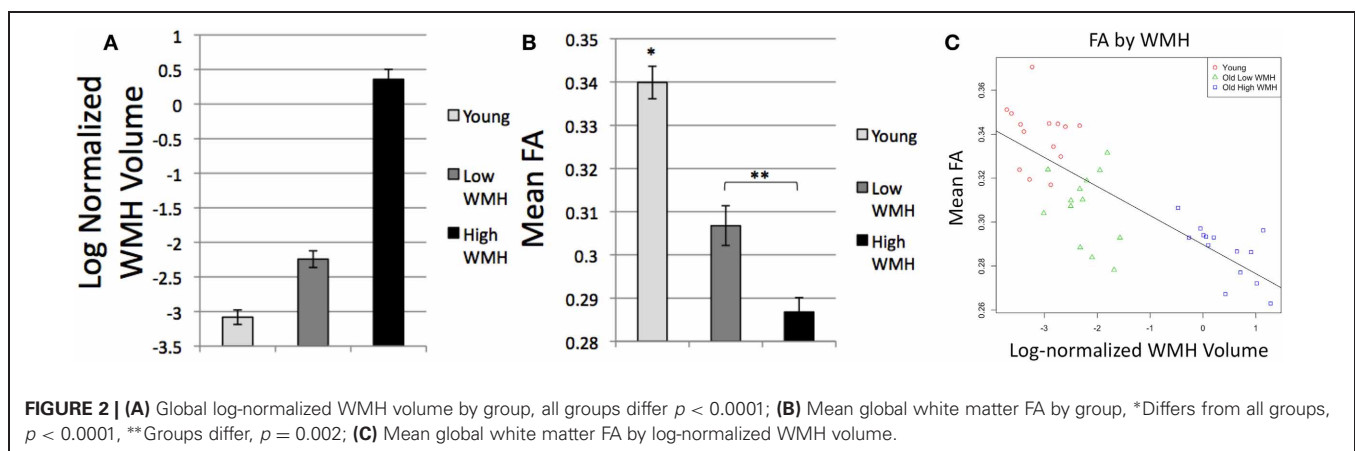 A
Log Normalized
WMH Volume
1
0.5
0
-0.5
-1
-1.5
-2
-2.5
-3
-3.5
Young
Low
WMH
High
WMH
B
Mean FA
0.35
0.34
0.33
0.32
0.31
0.3
0.29
0.28
*
**
Young
Low
WMH
High
WMH
C
FA by WMH
Mean FA
0.36
0.34
0.32
0.30
0.28
0.26
Young
Old Low WMH
Old High WMH
-3 -2 -1 0 1
Log-normalized WMH Volume
FIGURE 2 | (A) Global log-normalized WMH volume by group, all groups differ p < 0.0001; (B) Mean global white matter FA by group, *Differs from all groups,
p < 0.0001, **Groups differ, p = 0.002; (C) Mean global white matter FA by log-normalized WMH volume.